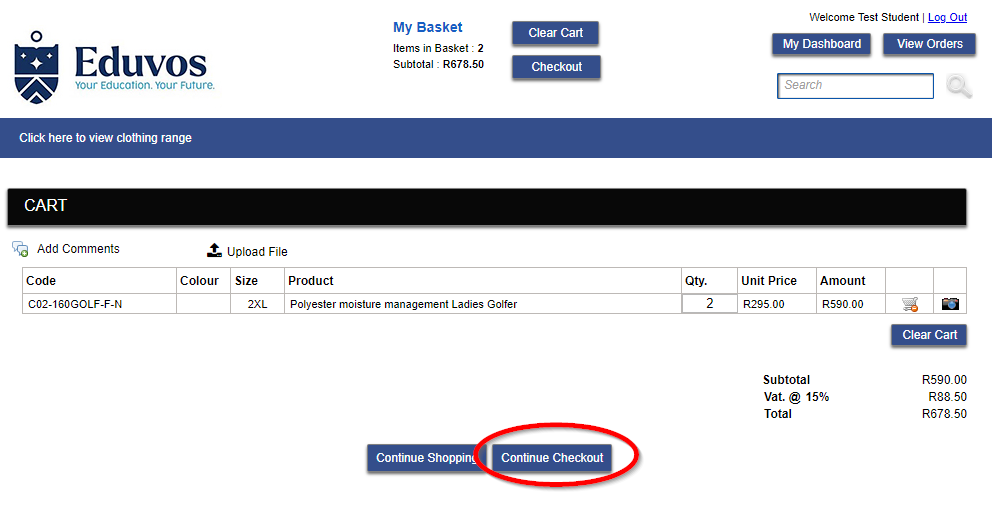 Welcome Test Student | Log Out
My Basket
Items in Basket : 2
Subtotal : R678.50
Clear Cart
Checkout
My Dashboard
View Orders
Eduvos
Your Education. Your Future.
Search
Click here to view clothing range
CART
Add Comments
Upload File
Code Colour Size Product Qty. Unit Price Amount
C02-160GOLF-F-N 2XL Polyester moisture management Ladies Golfer 2 R295.00 R590.00
Clear Cart
Subtotal R590.00
Vat. @ 15% R88.50
Total R678.50
Continue Shopping
Continue Checkout